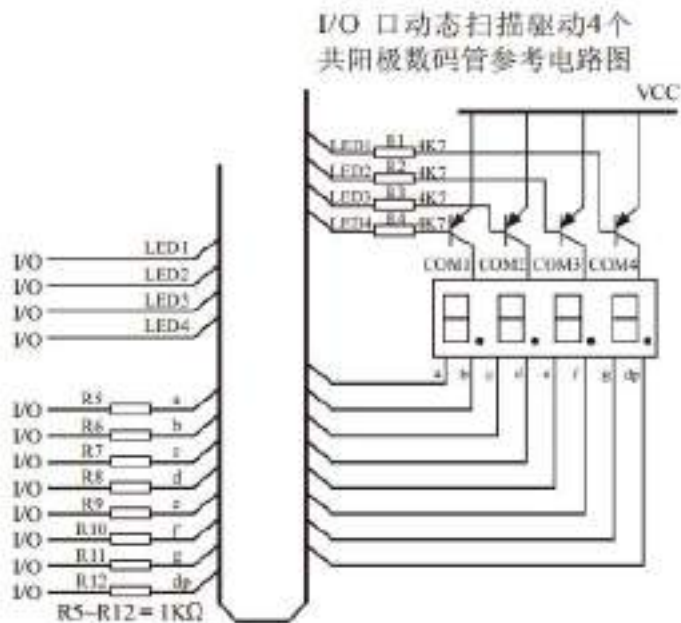 I/O 口动态扫描驱动4个
共阳极数码管参考电路图
VCC
LED1 R1 4K7
LED2 R2 4K7
LED3 R3 4K7
LED4 R4 4K7
COM1 COM2 COM3 COM4
I/O LED1
I/O LED2
I/O LED3
I/O LED4
a b c d e f g dp
I/O R5 a
I/O R6 b
I/O R7 c
I/O R8 d
I/O R9 e
I/O R10 f
I/O R11 g
I/O R12 dp
R5~R12 = 1KΩ